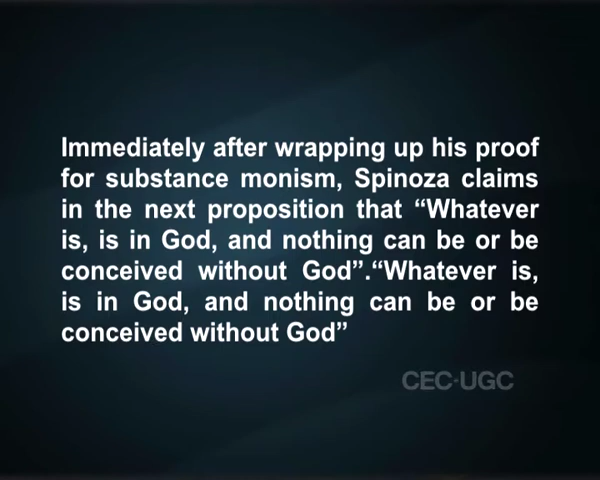 Immediately after wrapping up his proof
for substance monism, Spinoza claims
in the next proposition that “Whatever
is, is in God, and nothing can be or be
conceived without God”.“Whatever is,
is in God, and nothing can be or be
conceived without God”
CEC-UGC